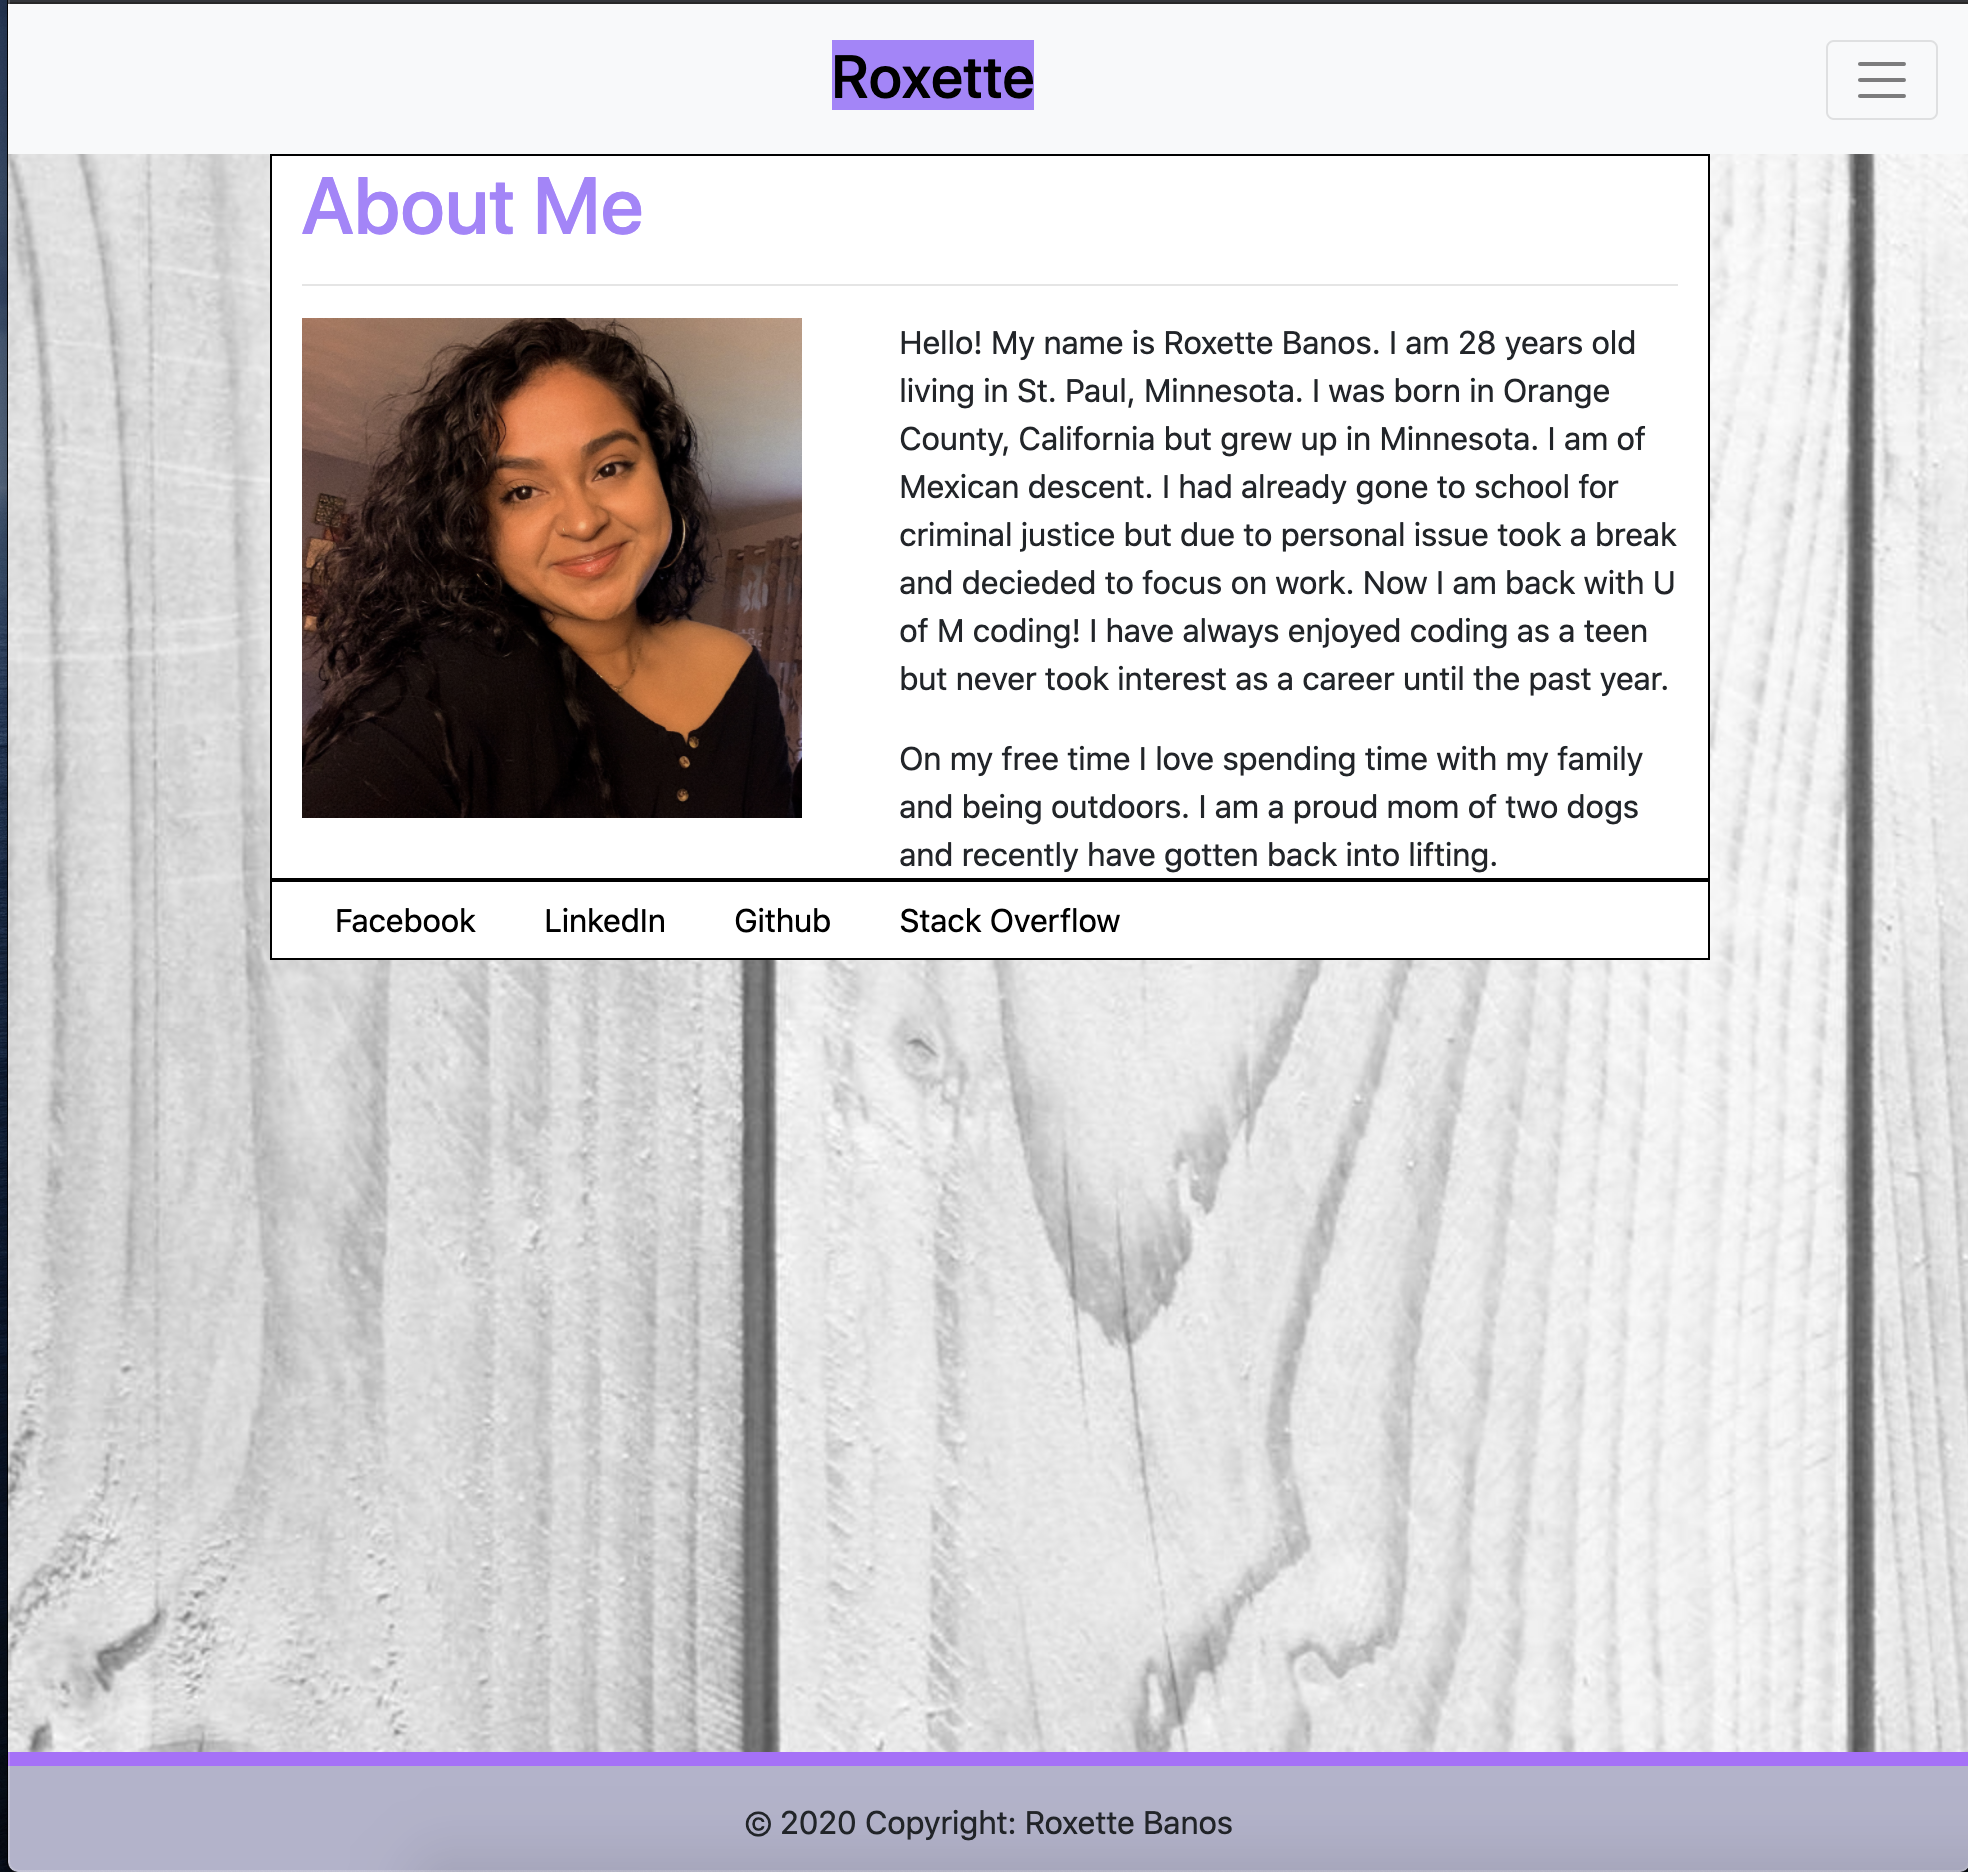 Roxette
About Me
Hello! My name is Roxette Banos. I am 28 years old
living in St. Paul, Minnesota. I was born in Orange
County, California but grew up in Minnesota. I am of
Mexican descent. I had already gone to school for
criminal justice but due to personal issue took a break
and decieded to focus on work. Now I am back with U
of M coding! I have always enjoyed coding as a teen
but never took interest as a career until the past year.
On my free time I love spending time with my family
and being outdoors. I am a proud mom of two dogs
and recently have gotten back into lifting.
Facebook LinkedIn Github Stack Overflow
© 2020 Copyright: Roxette Banos